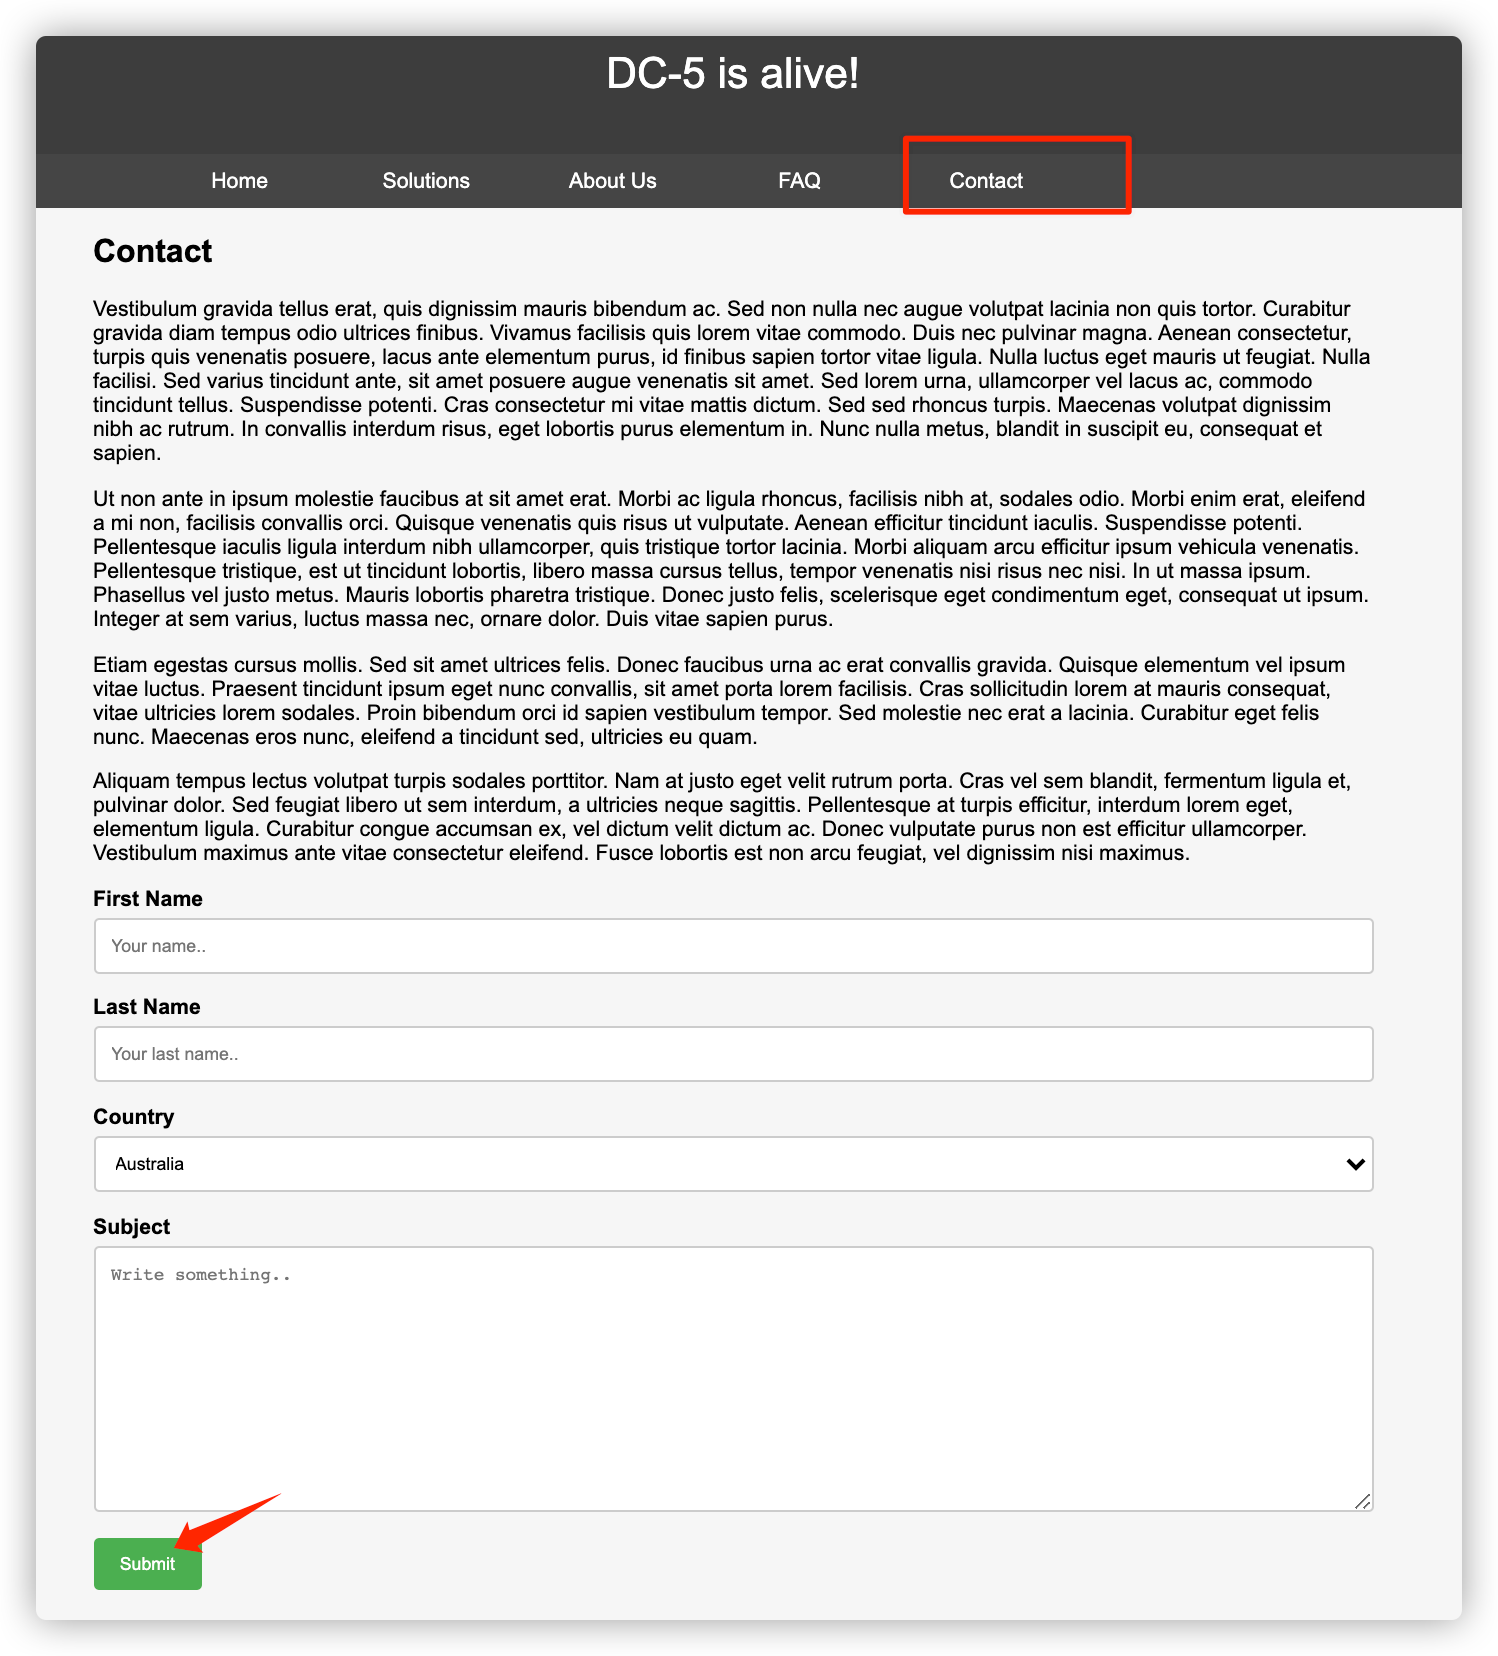 DC-5 is alive!
Home Solutions About Us FAQ Contact
Contact
Vestibulum gravida tellus erat, quis dignissim mauris bibendum ac. Sed non nulla nec augue volutpat lacinia non quis tortor. Curabitur
gravida diam tempus odio ultrices finibus. Vivamus facilisis quis lorem vitae commodo. Duis nec pulvinar magna. Aenean consectetur,
turpis quis venenatis posuere, lacus ante elementum purus, id finibus sapien tortor vitae ligula. Nulla luctus eget mauris ut feugiat. Nulla
facilisi. Sed varius tincidunt ante, sit amet posuere augue venenatis sit amet. Sed lorem urna, ullamcorper vel lacus ac, commodo
tincidunt tellus. Suspendisse potenti. Cras consectetur mi vitae mattis dictum. Sed sed rhoncus turpis. Maecenas volutpat dignissim
nibh ac rutrum. In convallis interdum risus, eget lobortis purus elementum in. Nunc nulla metus, blandit in suscipit eu, consequat et
sapien.
Ut non ante in ipsum molestie faucibus at sit amet erat. Morbi ac ligula rhoncus, facilisis nibh at, sodales odio. Morbi enim erat, eleifend
a mi non, facilisis convallis orci. Quisque venenatis quis risus ut vulputate. Aenean efficitur tincidunt iaculis. Suspendisse potenti.
Pellentesque iaculis ligula interdum nibh ullamcorper, quis tristique tortor lacinia. Morbi aliquam arcu efficitur ipsum vehicula venenatis.
Pellentesque tristique, est ut tincidunt lobortis, libero massa cursus tellus, tempor venenatis nisi risus nec nisi. In ut massa ipsum.
Phasellus vel justo metus. Mauris lobortis pharetra tristique. Donec justo felis, scelerisque eget condimentum eget, consequat ut ipsum.
Integer at sem varius, luctus massa nec, ornare dolor. Duis vitae sapien purus.
Etiam egestas cursus mollis. Sed sit amet ultrices felis. Donec faucibus urna ac erat convallis gravida. Quisque elementum vel ipsum
vitae luctus. Praesent tincidunt ipsum eget nunc convallis, sit amet porta lorem facilisis. Cras sollicitudin lorem at mauris consequat,
vitae ultricies lorem sodales. Proin bibendum orci id sapien vestibulum tempor. Sed molestie nec erat a lacinia. Curabitur eget felis
nunc. Maecenas eros nunc, eleifend a tincidunt sed, ultricies eu quam.
Aliquam tempus lectus volutpat turpis sodales porttitor. Nam at justo eget velit rutrum porta. Cras vel sem blandit, fermentum ligula et,
pulvinar dolor. Sed feugiat libero ut sem interdum, a ultricies neque sagittis. Pellentesque at turpis efficitur, interdum lorem eget,
elementum ligula. Curabitur congue accumsan ex, vel dictum velit dictum ac. Donec vulputate purus non est efficitur ullamcorper.
Vestibulum maximus ante vitae consectetur eleifend. Fusce lobortis est non arcu feugiat, vel dignissim nisi maximus.
First Name
Your name..
Last Name
Your last name..
Country
Australia
Subject
Write something..
Submit